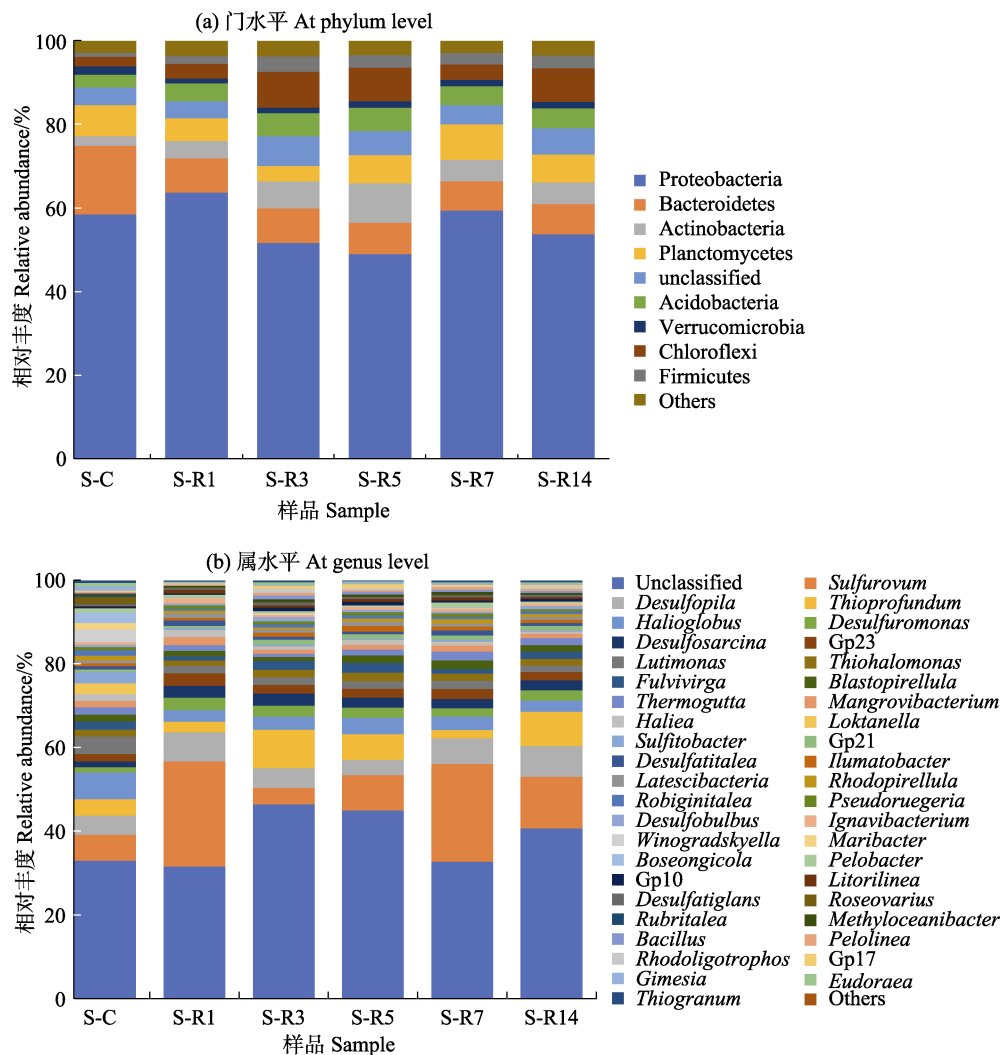 (a) 门水平 At phylum level
相对丰度 Relative abundance/%
100
80
60
40
20
0
S-C S-R1 S-R3 S-R5 S-R7 S-R14
样品 Sample
Proteobacteria
Bacteroidetes
Actinobacteria
Planctomycetes
unclassified
Acidobacteria
Verrucomicrobia
Chloroflexi
Firmicutes
Others
(b) 属水平 At genus level
相对丰度 Relative abundance/%
100
80
60
40
20
0
S-C S-R1 S-R3 S-R5 S-R7 S-R14
样品 Sample
Unclassified Sulfurovum
Desulfopila Thioprofundum
Halioglobus Desulfuromonas
Desulfosarcina Gp23
Lutimonas Thiohalomonas
Fulvivirga Blastopirellula
Thermogutta Mangrovibacterium
Haliea Loktanella
Sulfitobacter Gp21
Desulfatitalea Ilumatobacter
Latescibacteria Rhodopirellula
Robiginitalea Pseudoruegeria
Desulfobulbus Ignavibacterium
Winogradskyella Maribacter
Boseongicola Pelobacter
Gp10 Litorilinea
Desulfatiglans Roseovarius
Rubritalea Methyloceanibacter
Bacillus Pelolinea
Rhodoligotrophos Gp17
Gimesia Eudoraea
Thiogranum Others